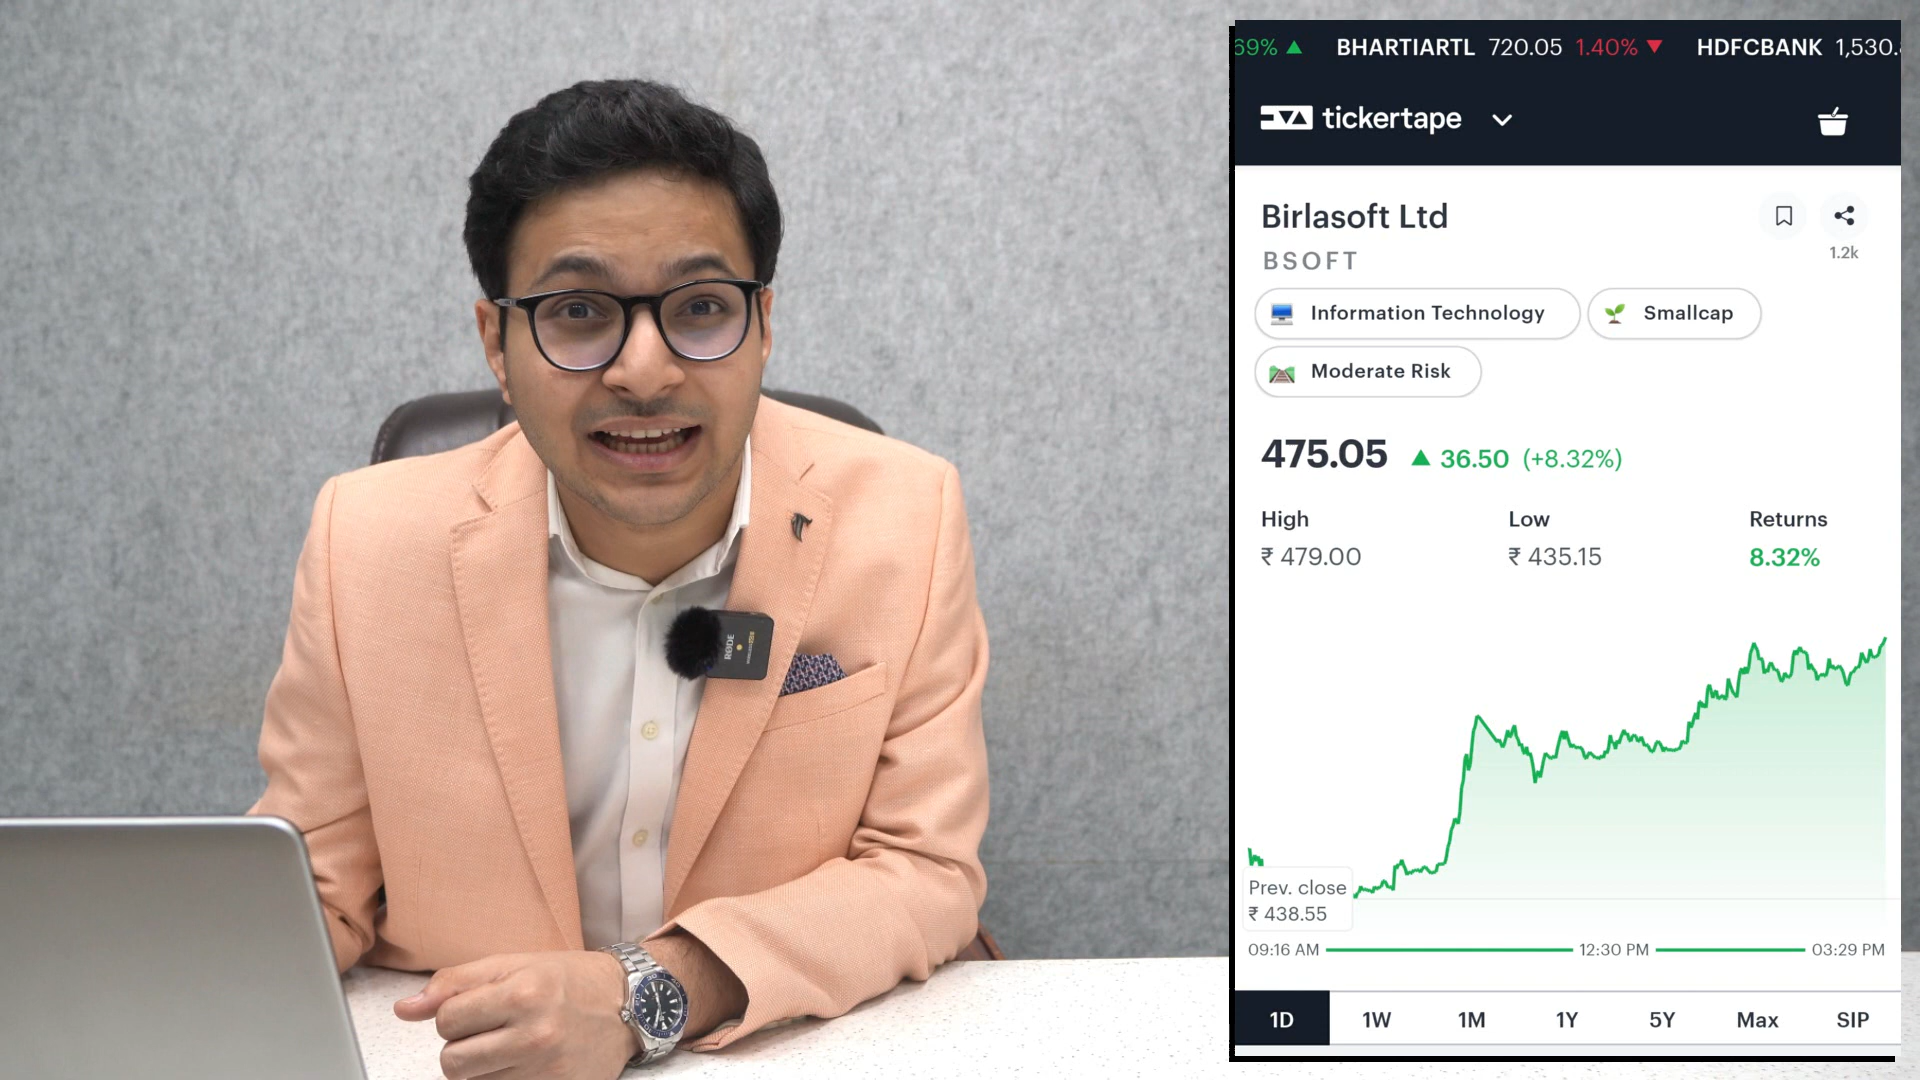 69% ▲ BHARTIARTL 720.05 1.40% ▼ HDFCBANK 1,530.
tickertape
Birlasoft Ltd
BSOFT
1.2k
Information Technology
Smallcap
Moderate Risk
475.05 ▲ 36.50 (+8.32%)
High Low Returns
₹ 479.00 ₹ 435.15 8.32%
RØDE
Prev. close
₹ 438.55
09:16 AM 12:30 PM 03:29 PM
1D 1W 1M 1Y 5Y Max SIP